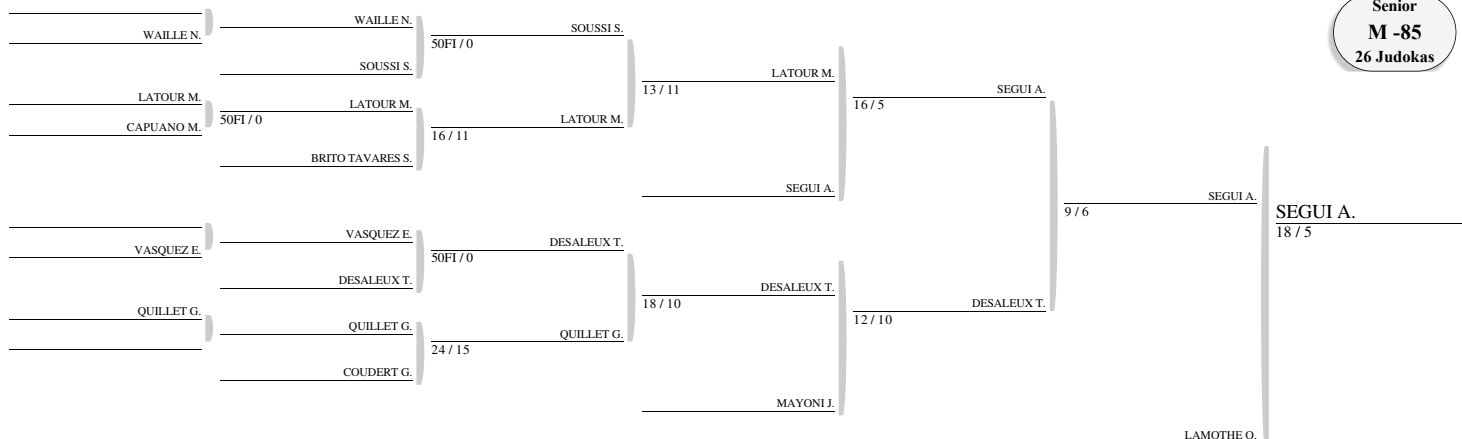 Senior
M -85
26 Judokas
WAILLE N.
LATOUR M.
CAPUANO M.
VASQUEZ E.
QUILLET G.
WAILLE N.
SOUSSI S.
LATOUR M.
50FI / 0
BRITO TAVARES S.
VASQUEZ E.
DESALEUX T.
QUILLET G.
COUDERT G.
SOUSSI S.
50FI / 0
LATOUR M.
16 / 11
DESALEUX T.
50FI / 0
QUILLET G.
24 / 15
LATOUR M.
13 / 11
SEGUI A.
DESALEUX T.
18 / 10
MAYONI J.
SEGUI A.
16 / 5
DESALEUX T.
12 / 10
SEGUI A.
9 / 6
LAMOTHE O.
SEGUI A.
18 / 5